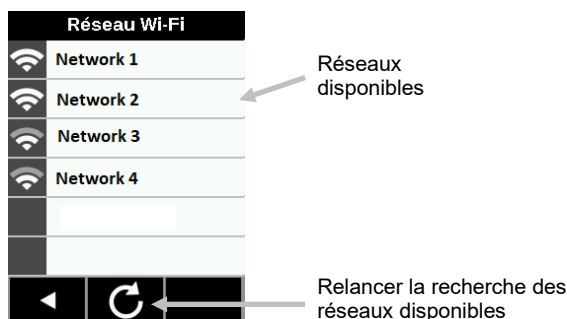 Réseau Wi-Fi
Network 1
Network 2
Network 3
Network 4
Réseaux
disponibles
Relancer la recherche des
réseaux disponibles